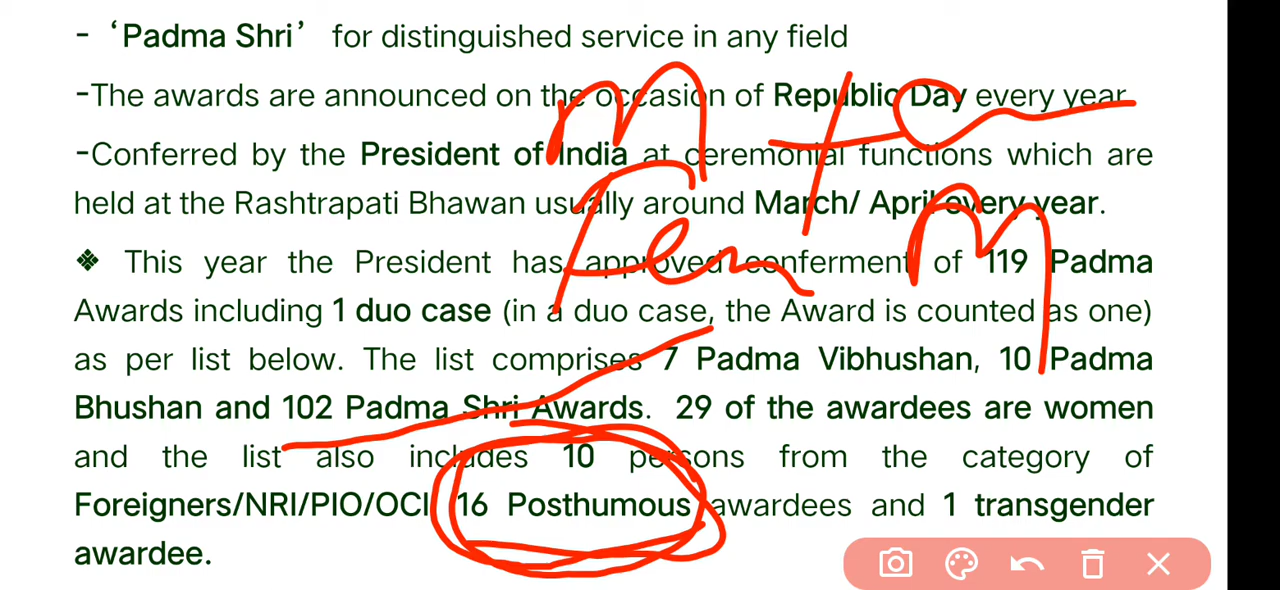 - ‘Padma Shri’ for distinguished service in any field
-The awards are announced on the occasion of Republic Day every year
-Conferred by the President of India at ceremonial functions which are
held at the Rashtrapati Bhawan usually around March/ April every year.
❖ This year the President has approved conferment of 119 Padma
Awards including 1 duo case (in a duo case, the Award is counted as one)
as per list below. The list comprises 7 Padma Vibhushan, 10 Padma
Bhushan and 102 Padma Shri Awards. 29 of the awardees are women
and the list also includes 10 persons from the category of
Foreigners/NRI/PIO/OCI 16 Posthumous awardees and 1 transgender
awardee.